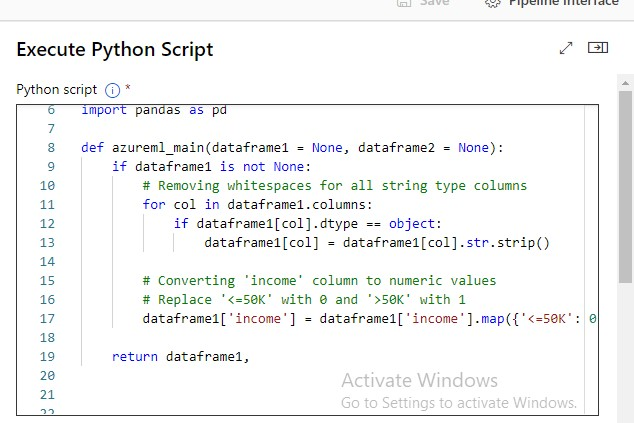 Save Pipeline interface
Execute Python Script
Python script *
6 import pandas as pd
7
8 def azureml_main(dataframe1 = None, dataframe2 = None):
9 if dataframe1 is not None:
10 # Removing whitespaces for all string type columns
11 for col in dataframe1.columns:
12 if dataframe1[col].dtype == object:
13 dataframe1[col] = dataframe1[col].str.strip()
14
15 # Converting 'income' column to numeric values
16 # Replace '<=50K' with 0 and '>50K' with 1
17 dataframe1['income'] = dataframe1['income'].map({'<=50K': 0
18
19 return dataframe1,
20
21
22
Activate Windows
Go to Settings to activate Windows.